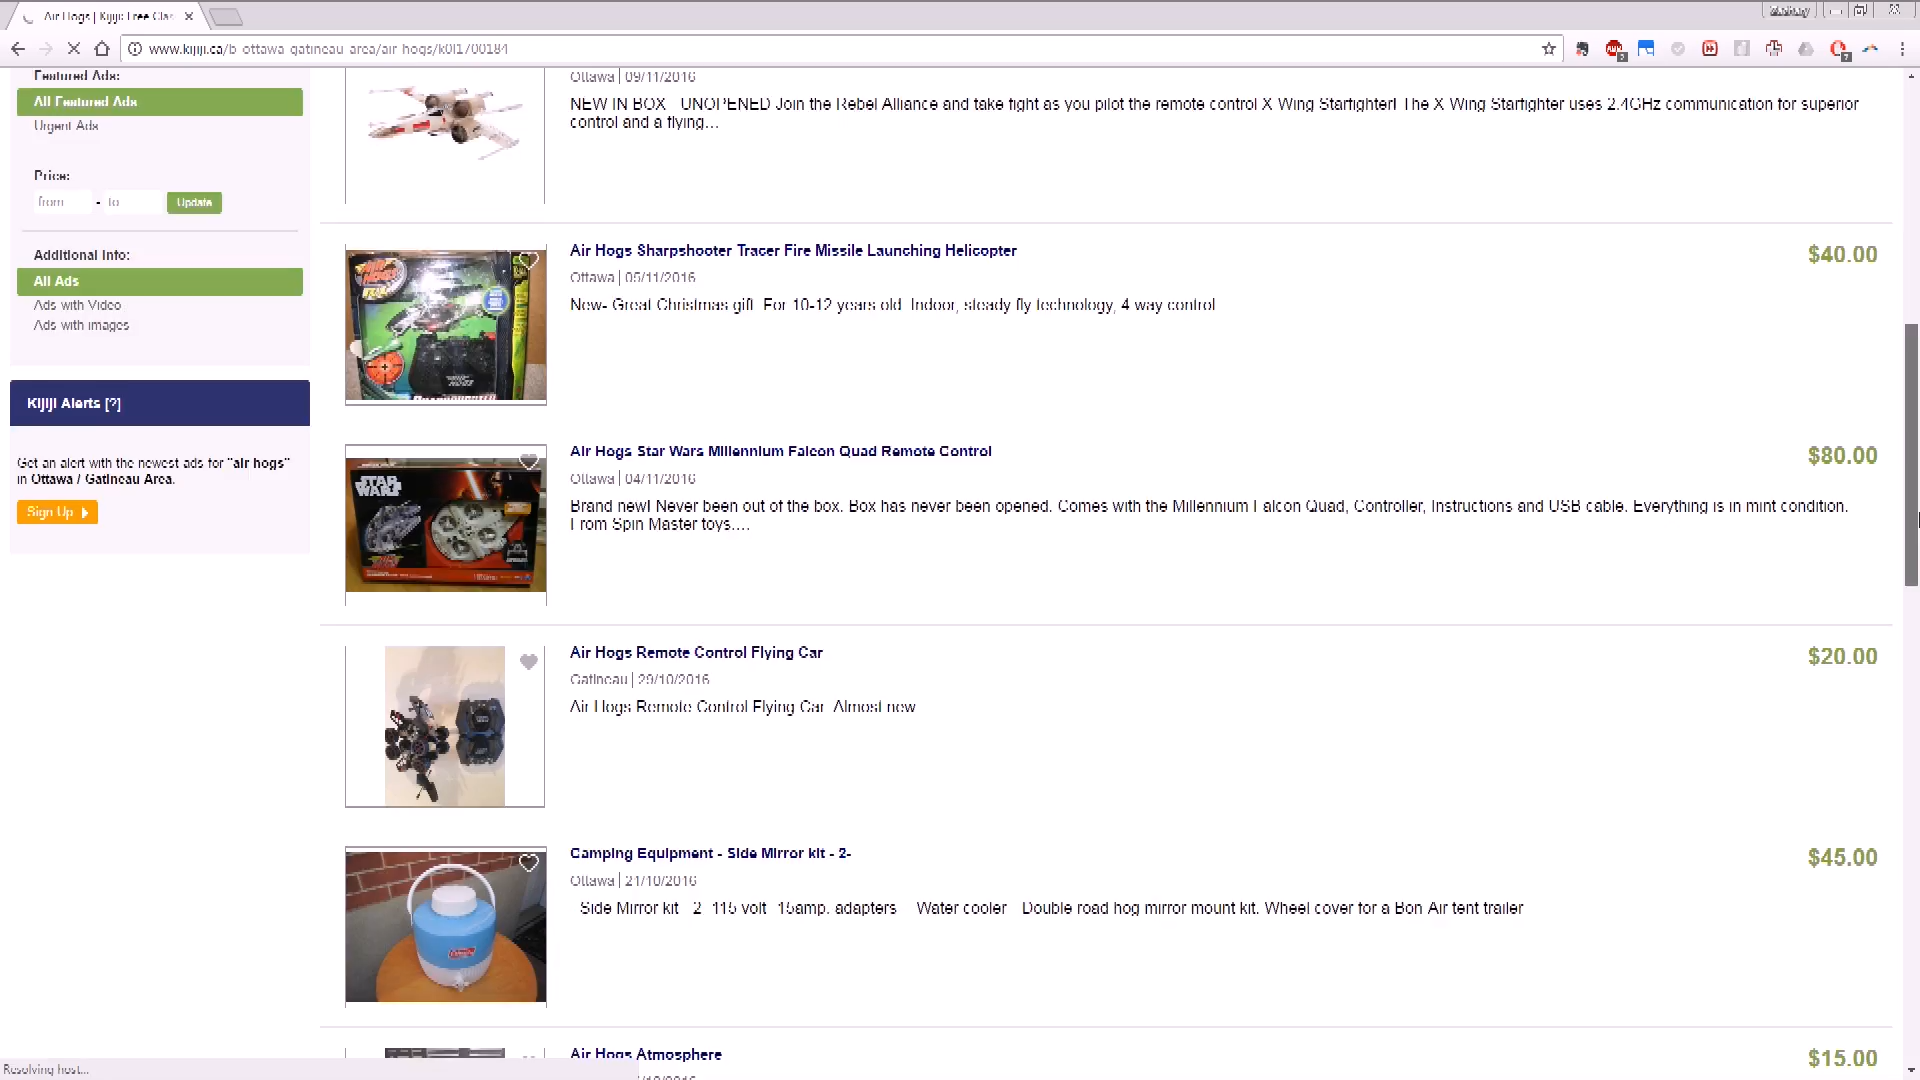 Air Hogs | Kijiji Free Clas
www.kijiji.ca/b-ottawa-gatineau-area/air-hogs/k0l1700184
Featured Ads:
All Featured Ads
Urgent Ads
Price:
from - to Update
Additional Info:
All Ads
Ads with Video
Ads with images
Kijiji Alerts [?]
Get an alert with the newest ads for "air hogs"
in Ottawa / Gatineau Area.
Sign Up
Ottawa | 09/11/2016
NEW IN BOX - UNOPENED Join the Rebel Alliance and take fight as you pilot the remote control X-Wing Starfighter! The X-Wing Starfighter uses 2.4GHz communication for superior
control and a flying...
Air Hogs Sharpshooter Tracer Fire Missile Launching Helicopter
$40.00
Ottawa | 05/11/2016
New- Great Christmas gift. For 10-12 years old. Indoor, steady fly technology, 4 way control
Air Hogs Star Wars Millennium Falcon Quad Remote Control
$80.00
Ottawa | 04/11/2016
Brand new! Never been out of the box. Box has never been opened. Comes with the Millennium Falcon Quad, Controller, Instructions and USB cable. Everything is in mint condition.
From Spin Master toys....
STAR WARS
Air Hogs Remote Control Flying Car
$20.00
Gatineau | 29/10/2016
Air Hogs Remote Control Flying Car. Almost new
Camping Equipment - Side Mirror kit - 2-
$45.00
Ottawa | 21/10/2016
Side Mirror kit 2 115 volt 15amp. adapters Water cooler Double road hog mirror mount kit. Wheel cover for a Bon Air tent trailer
Coleman
Air Hogs Atmosphere
$15.00
Resolving host...